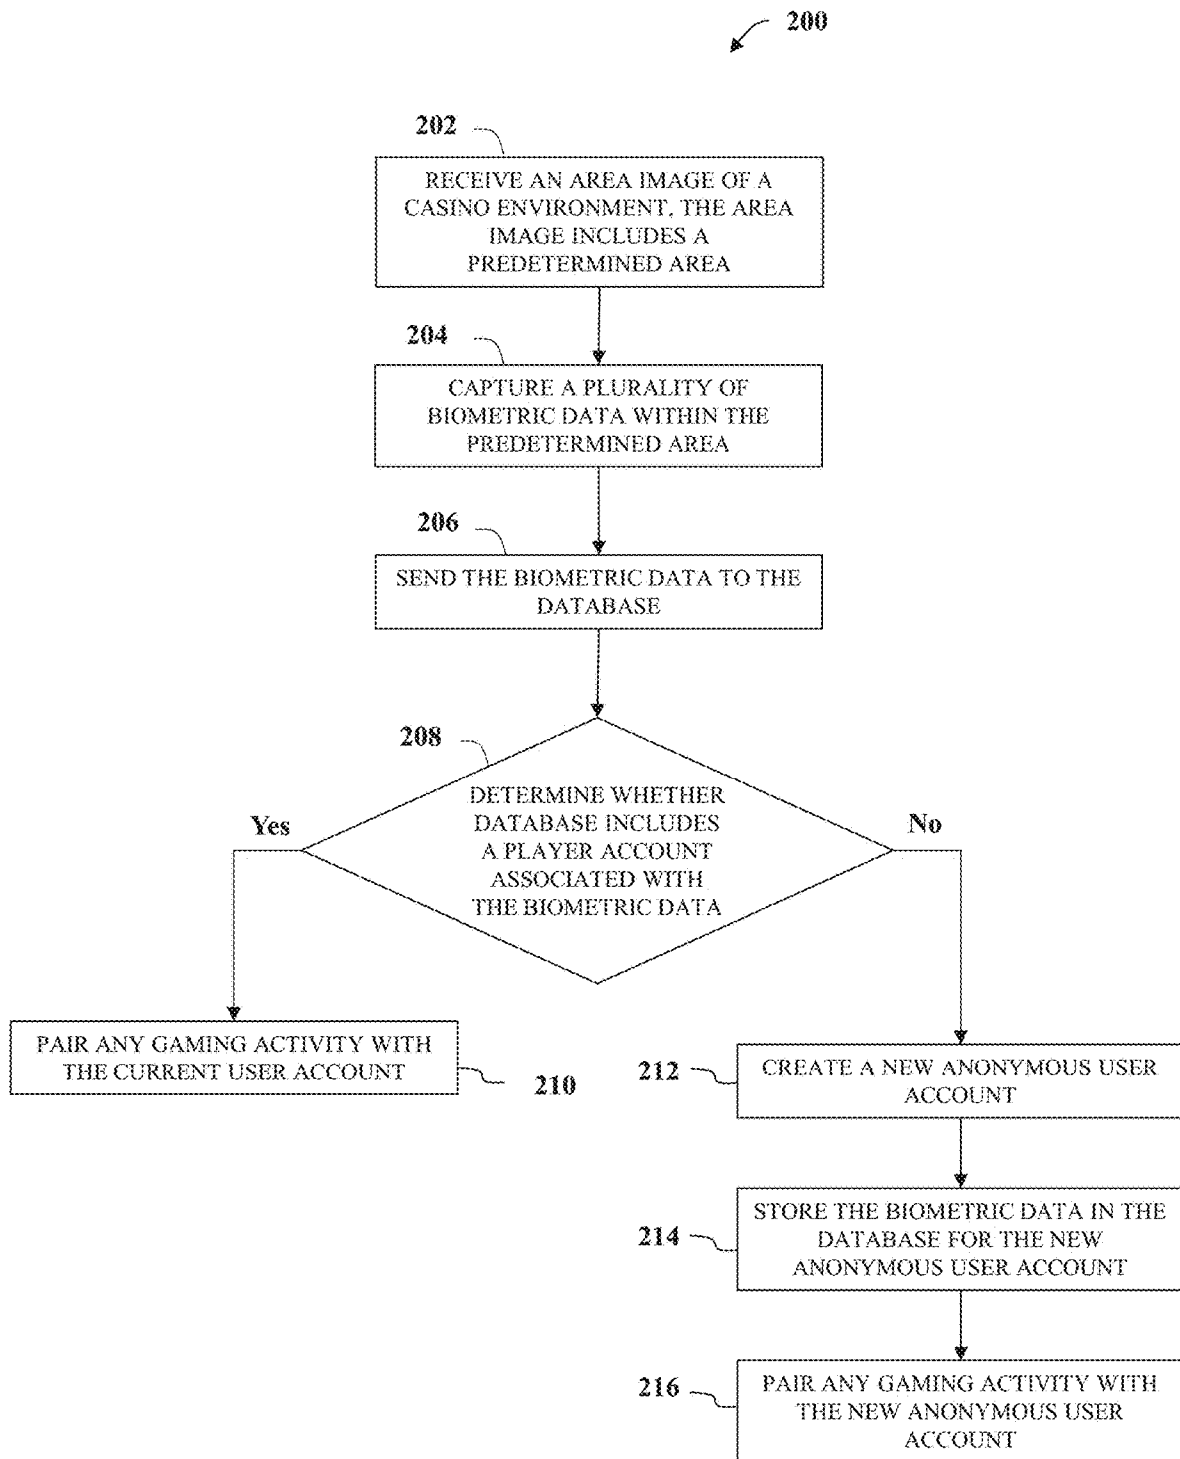 200
202
RECEIVE AN AREA IMAGE OF A
CASINO ENVIRONMENT, THE AREA
IMAGE INCLUDES A
PREDETERMINED AREA
204
CAPTURE A PLURALITY OF
BIOMETRIC DATA WITHIN THE
PREDETERMINED AREA
206
SEND THE BIOMETRIC DATA TO THE
DATABASE
208
DETERMINE WHETHER
DATABASE INCLUDES
A PLAYER ACCOUNT
ASSOCIATED WITH
THE BIOMETRIC DATA
Yes
No
PAIR ANY GAMING ACTIVITY WITH
THE CURRENT USER ACCOUNT
210
212
CREATE A NEW ANONYMOUS USER
ACCOUNT
214
STORE THE BIOMETRIC DATA IN THE
DATABASE FOR THE NEW
ANONYMOUS USER ACCOUNT
216
PAIR ANY GAMING ACTIVITY WITH
THE NEW ANONYMOUS USER
ACCOUNT